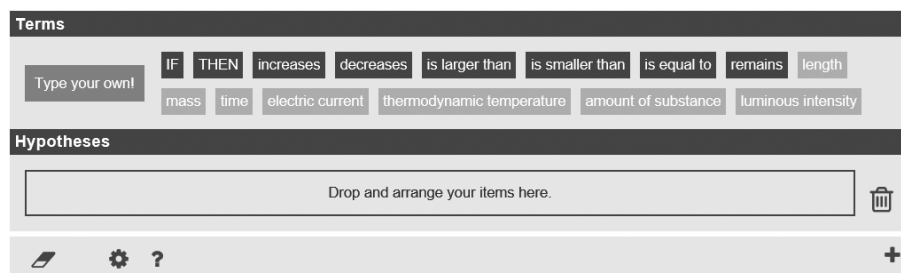 Terms
Type your own!
IF THEN increases decreases is larger than is smaller than is equal to remains length
mass time electric current thermodynamic temperature amount of substance luminous intensity
Hypotheses
Drop and arrange your items here.
?